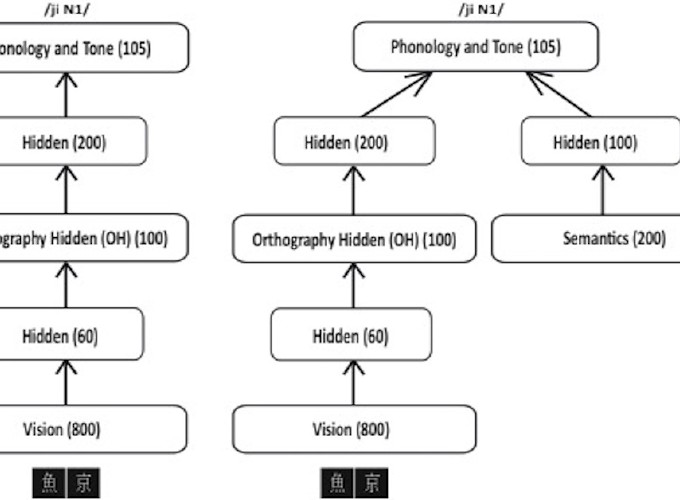 /ji N1/
onology and Tone (105)
Hidden (200)
graphy Hidden (OH) (100)
Hidden (60)
Vision (800)
魚 京
/ji N1/
Phonology and Tone (105)
Hidden (200)
Hidden (100)
Orthography Hidden (OH) (100)
Semantics (200)
Hidden (60)
Vision (800)
魚 京